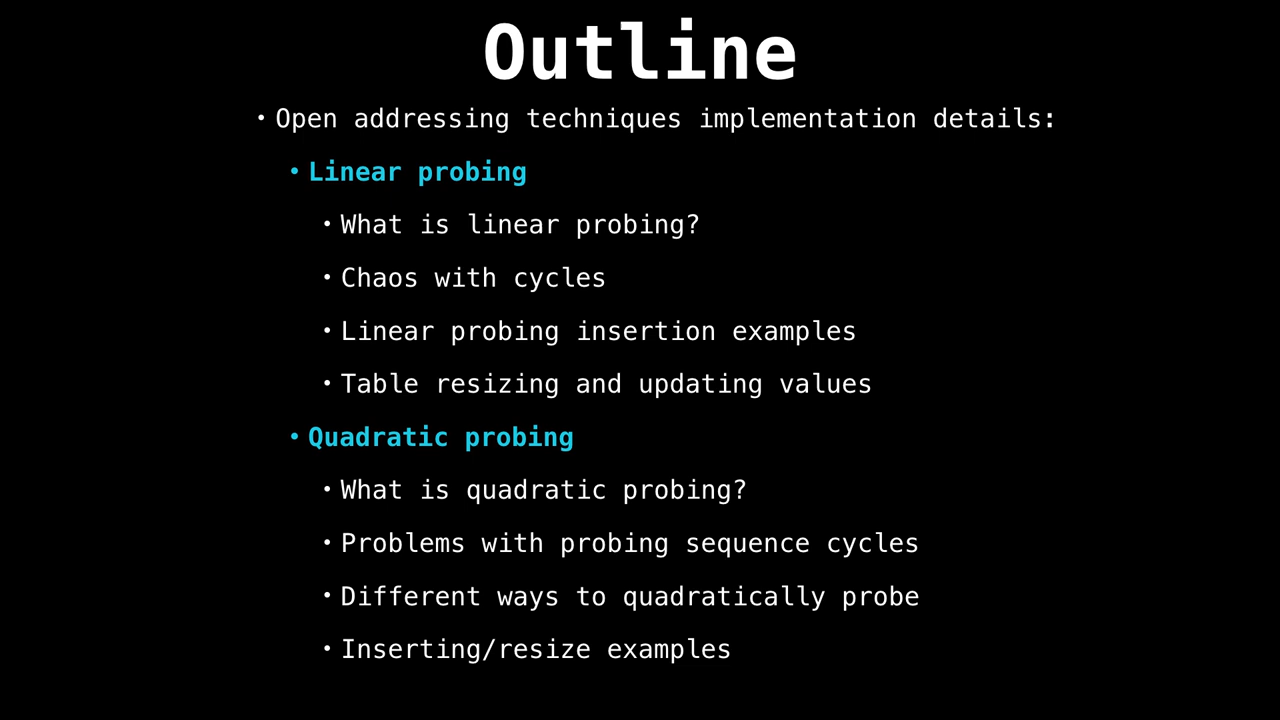 Outline
• Open addressing techniques implementation details:
• Linear probing
• What is linear probing?
• Chaos with cycles
• Linear probing insertion examples
• Table resizing and updating values
• Quadratic probing
• What is quadratic probing?
• Problems with probing sequence cycles
• Different ways to quadratically probe
• Inserting/resize examples